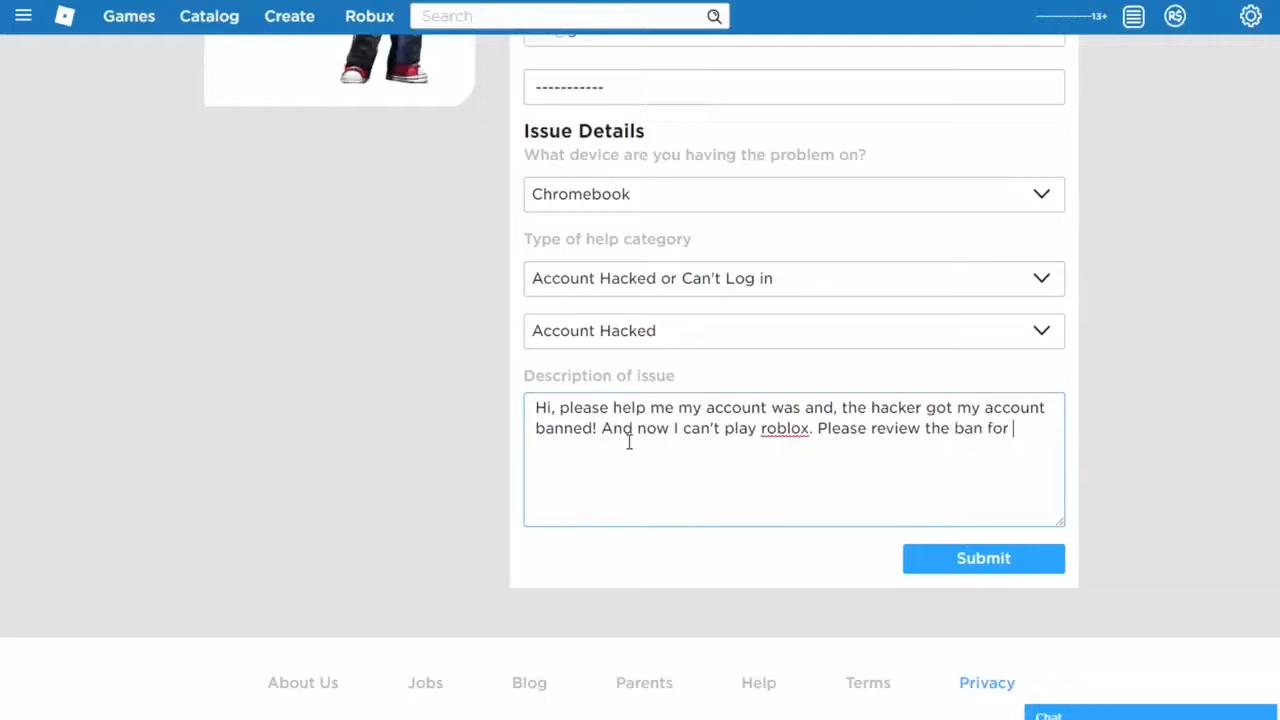 Games Catalog Create Robux Search 13+
-----------
Issue Details
What device are you having the problem on?
Chromebook
Type of help category
Account Hacked or Can't Log in
Account Hacked
Description of issue
Hi, please help me my account was and, the hacker got my account
banned! And now I can't play roblox. Please review the ban for
Submit
About Us Jobs Blog Parents Help Terms Privacy
Chat